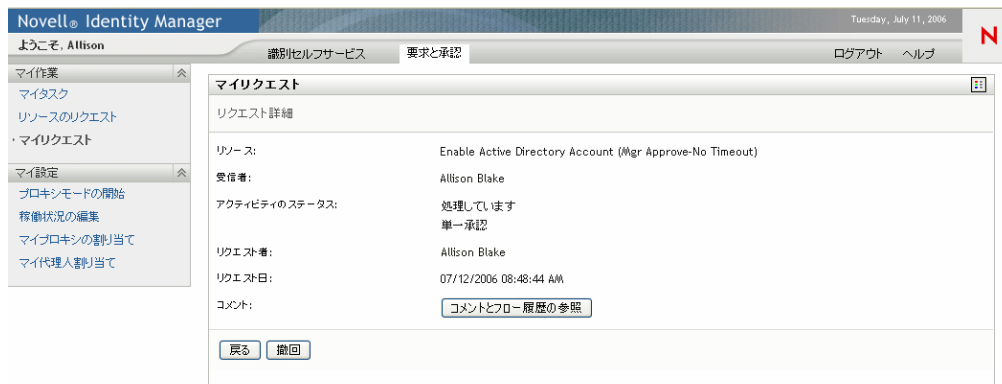 Novell® Identity Manager
Tuesday, July 11, 2006
N
ようこそ, Allison
識別セルフサービス
要求と承認
ログアウト
ヘルプ
マイ作業
マイタスク
リソースのリクエスト
・マイリクエスト
マイ設定
プロキシモードの開始
稼働状況の編集
マイプロキシの割り当て
マイ代理人割り当て
マイリクエスト
リクエスト詳細
リソース: Enable Active Directory Account (Mgr Approve-No Timeout)
受信者: Allison Blake
アクティビティのステータス: 処理しています
単一承認
リクエスト者: Allison Blake
リクエスト日: 07/12/2006 08:48:44 AM
コメント: コメントとフロー履歴の参照
戻る 撤回